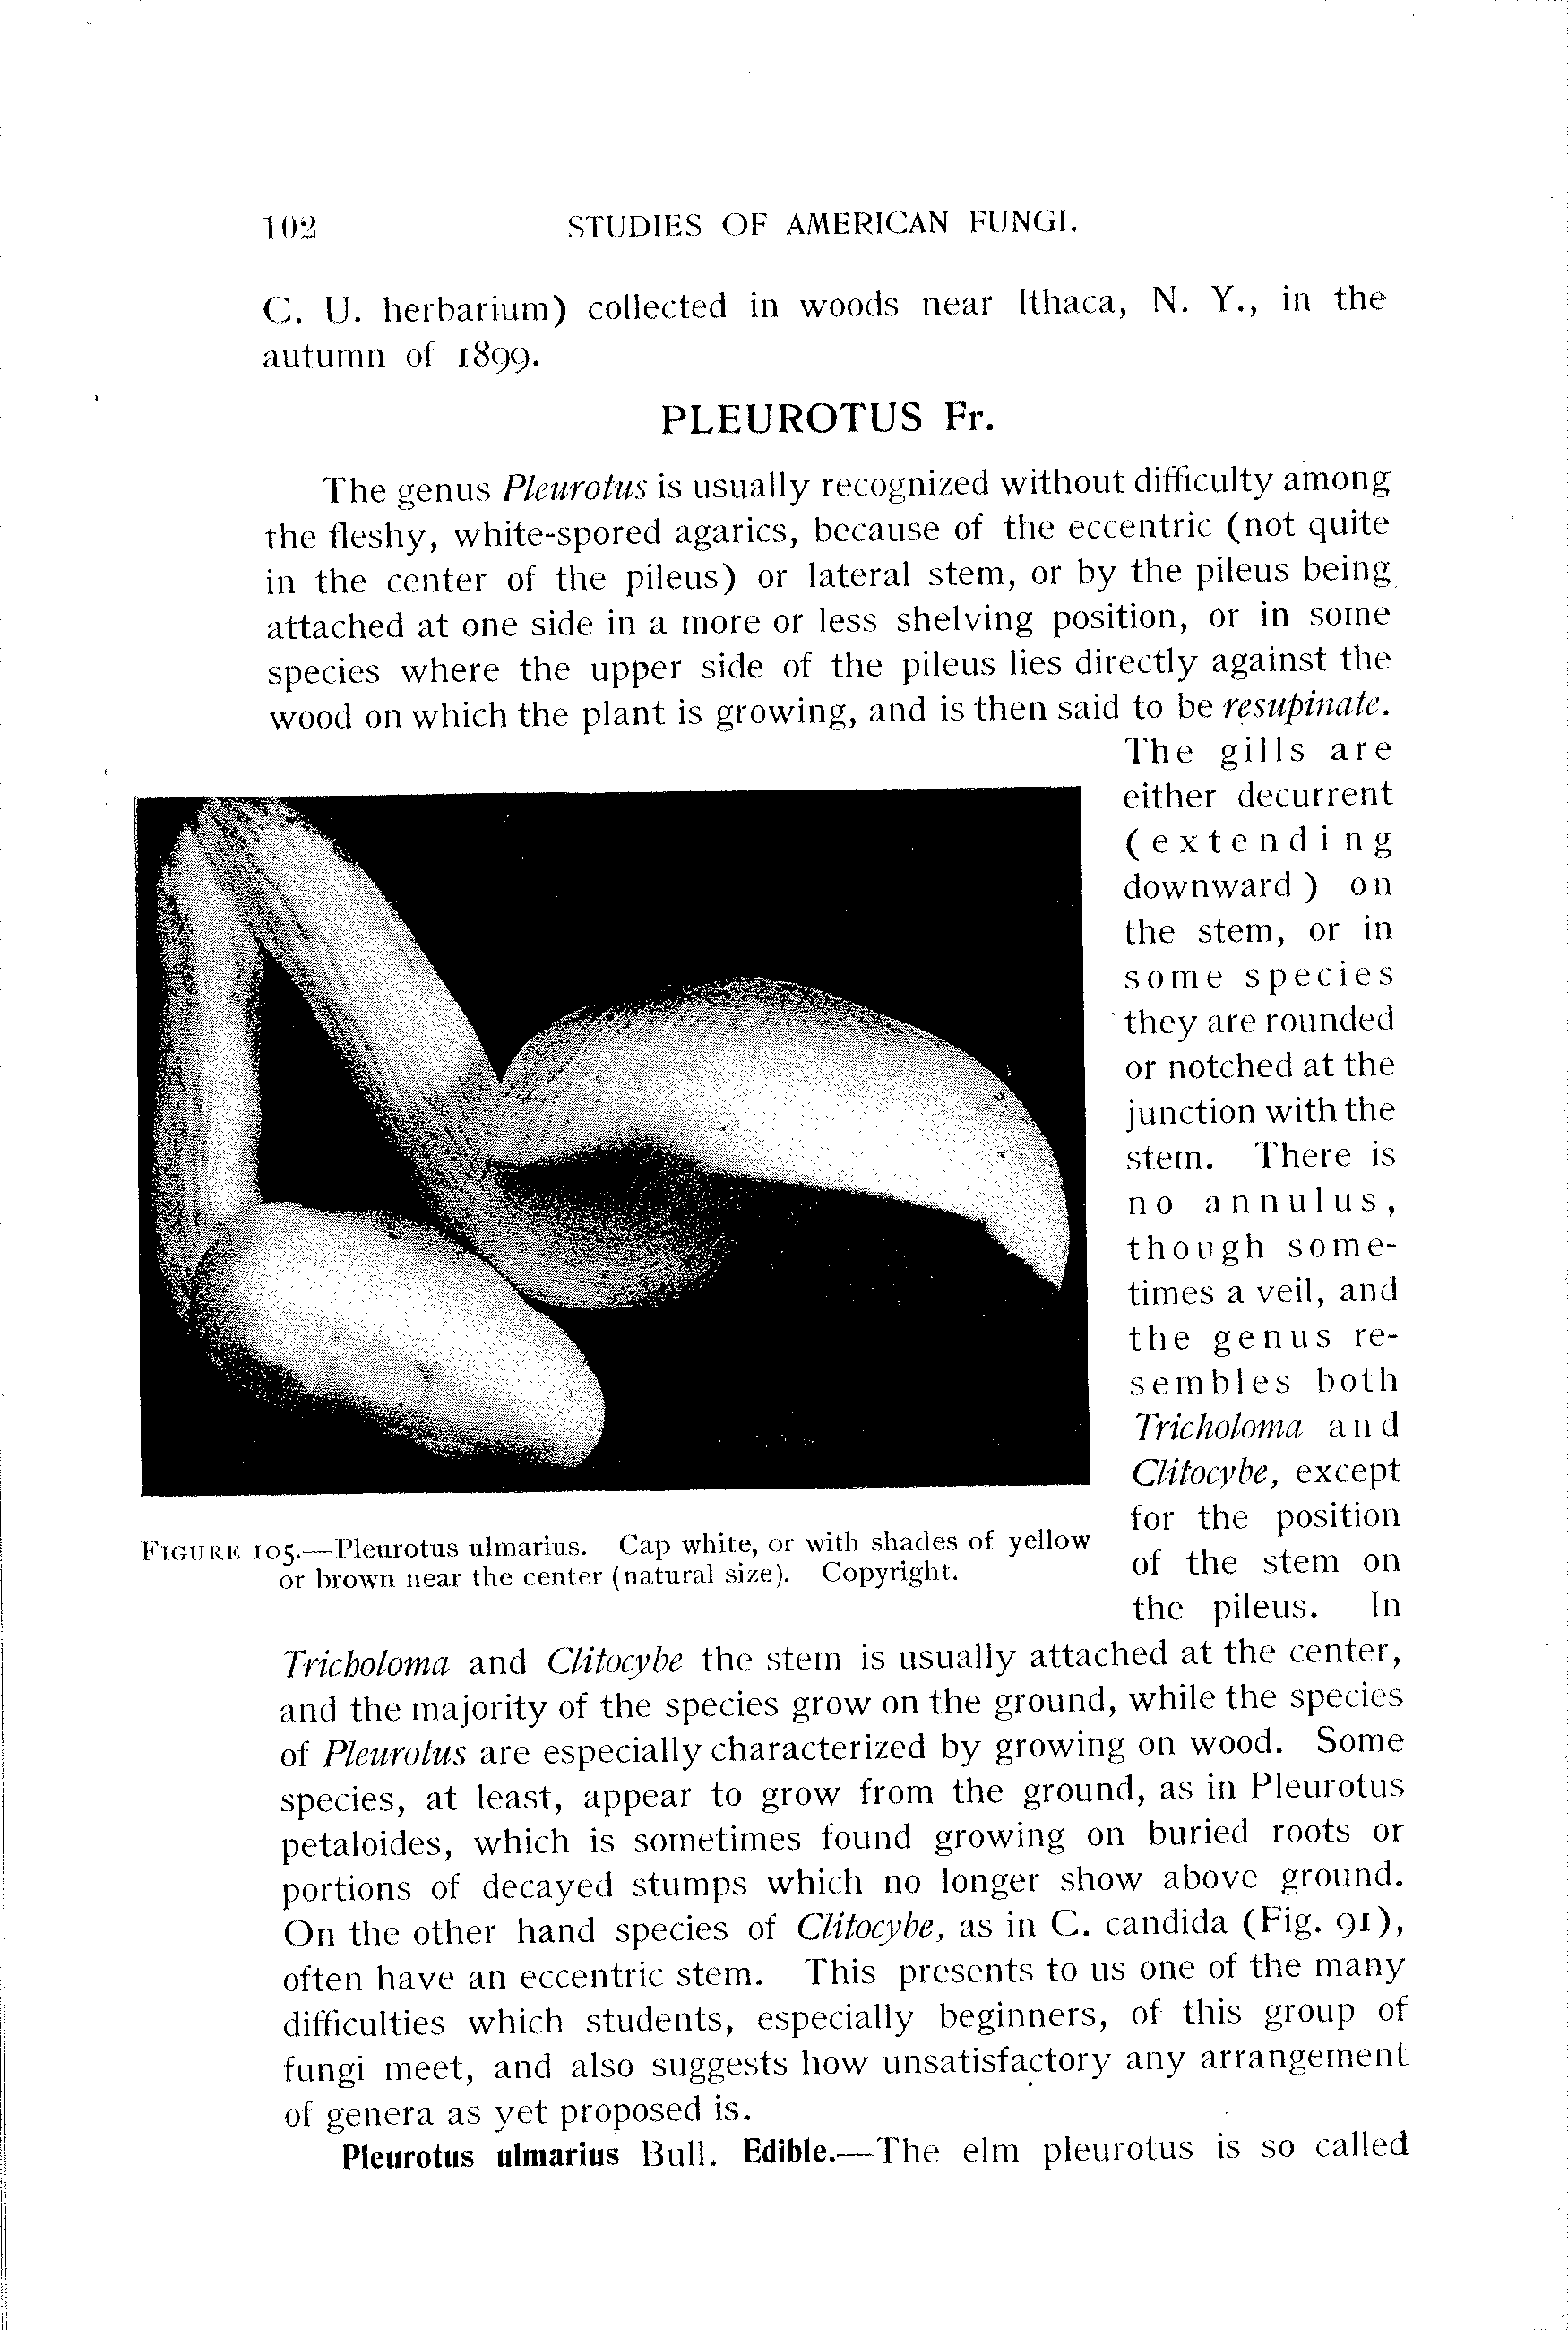 102 STUDIES OF AMERICAN FUNGI.
C. U. herbarium) collected in woods near Ithaca, N. Y., in the
autumn of 1899.
PLEUROTUS Fr.
The genus Pleurotus is usually recognized without difficulty among
the fleshy, white-spored agarics, because of the eccentric (not quite
in the center of the pileus) or lateral stem, or by the pileus being
attached at one side in a more or less shelving position, or in some
species where the upper side of the pileus lies directly against the
wood on which the plant is growing, and is then said to be resupinate.
The gills are
either decurrent
(extending
downward) on
the stem, or in
some species
they are rounded
or notched at the
junction with the
stem. There is
no annulus,
though some-
times a veil, and
the genus re-
sembles both
Tricholoma and
Clitocybe, except
for the position
of the stem on
the pileus. In
FIGURE 105.—Pleurotus ulmarius. Cap white, or with shades of yellow
or brown near the center (natural size). Copyright.
Tricholoma and Clitocybe the stem is usually attached at the center,
and the majority of the species grow on the ground, while the species
of Pleurotus are especially characterized by growing on wood. Some
species, at least, appear to grow from the ground, as in Pleurotus
petaloides, which is sometimes found growing on buried roots or
portions of decayed stumps which no longer show above ground.
On the other hand species of Clitocybe, as in C. candida (Fig. 91),
often have an eccentric stem. This presents to us one of the many
difficulties which students, especially beginners, of this group of
fungi meet, and also suggests how unsatisfactory any arrangement
of genera as yet proposed is.
Pleurotus ulmarius Bull. Edible.—The elm pleurotus is so called